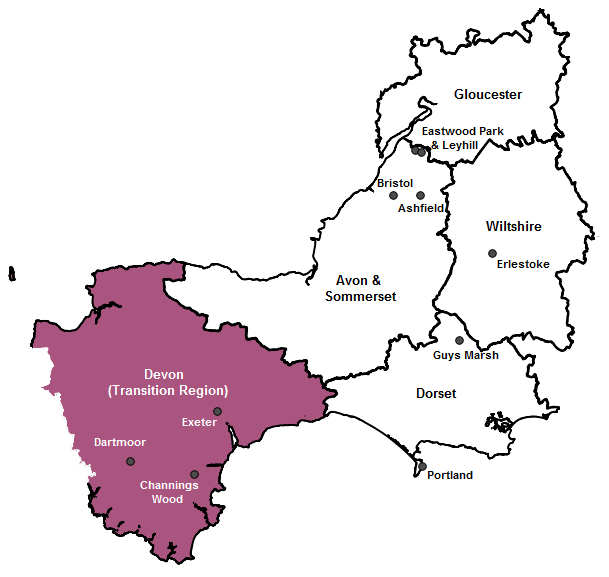 Gloucester
Eastwood Park
& Leyhill
Bristol
Ashfield
Wiltshire
Erlestoke
Avon &
Sommerset
Guys Marsh
Devon
(Transition Region)
Dorset
Exeter
Dartmoor
Channings
Wood
Portland